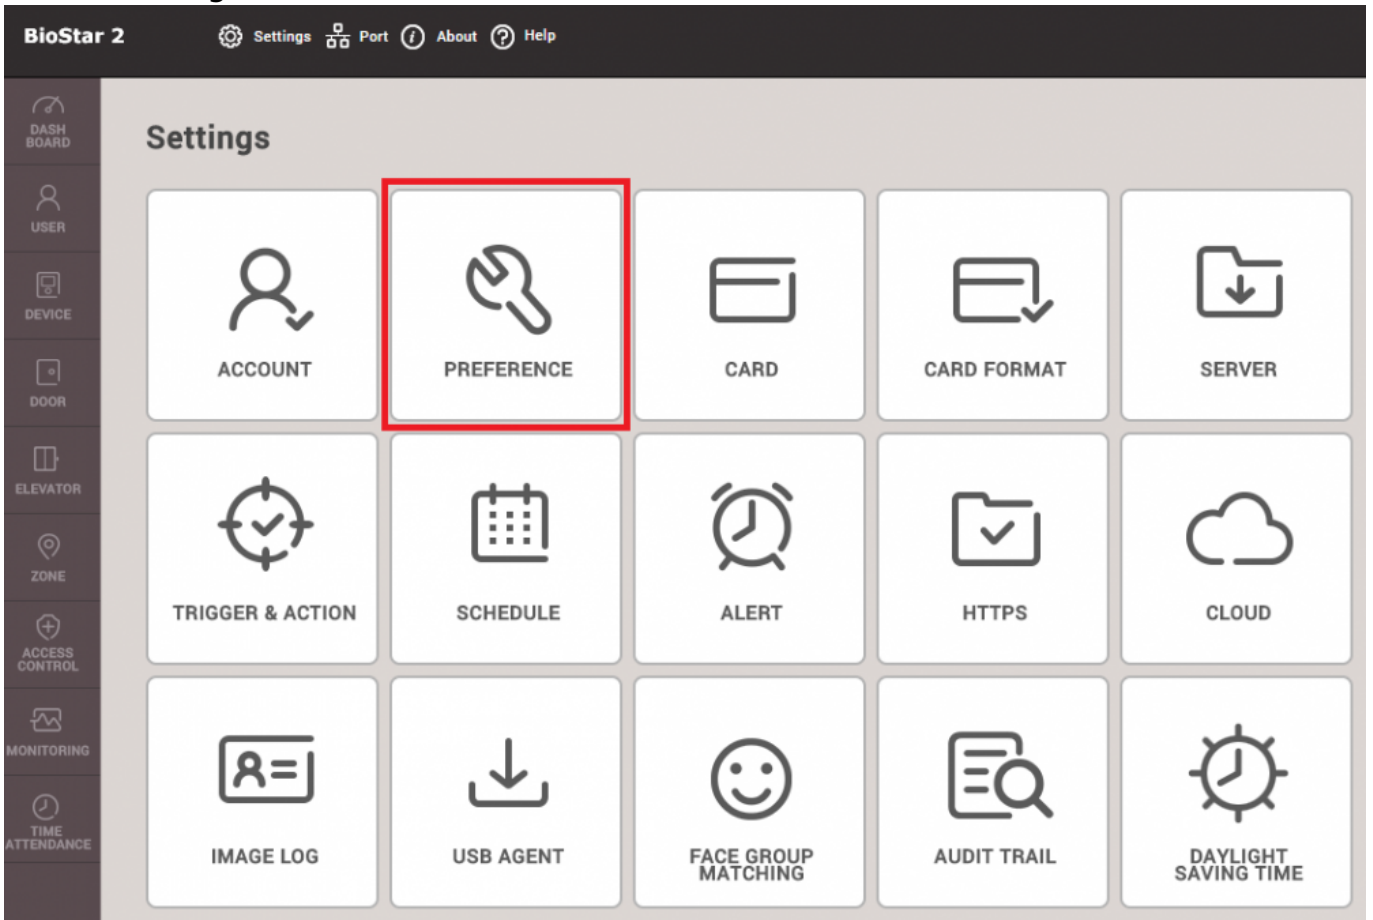 BioStar 2
Settings Port About Help
DASH
BOARD
USER
DEVICE
DOOR
ELEVATOR
ZONE
ACCESS
CONTROL
MONITORING
TIME
ATTENDANCE
Settings
ACCOUNT
PREFERENCE
CARD
CARD FORMAT
SERVER
TRIGGER & ACTION
SCHEDULE
ALERT
HTTPS
CLOUD
IMAGE LOG
USB AGENT
FACE GROUP
MATCHING
AUDIT TRAIL
DAYLIGHT
SAVING TIME